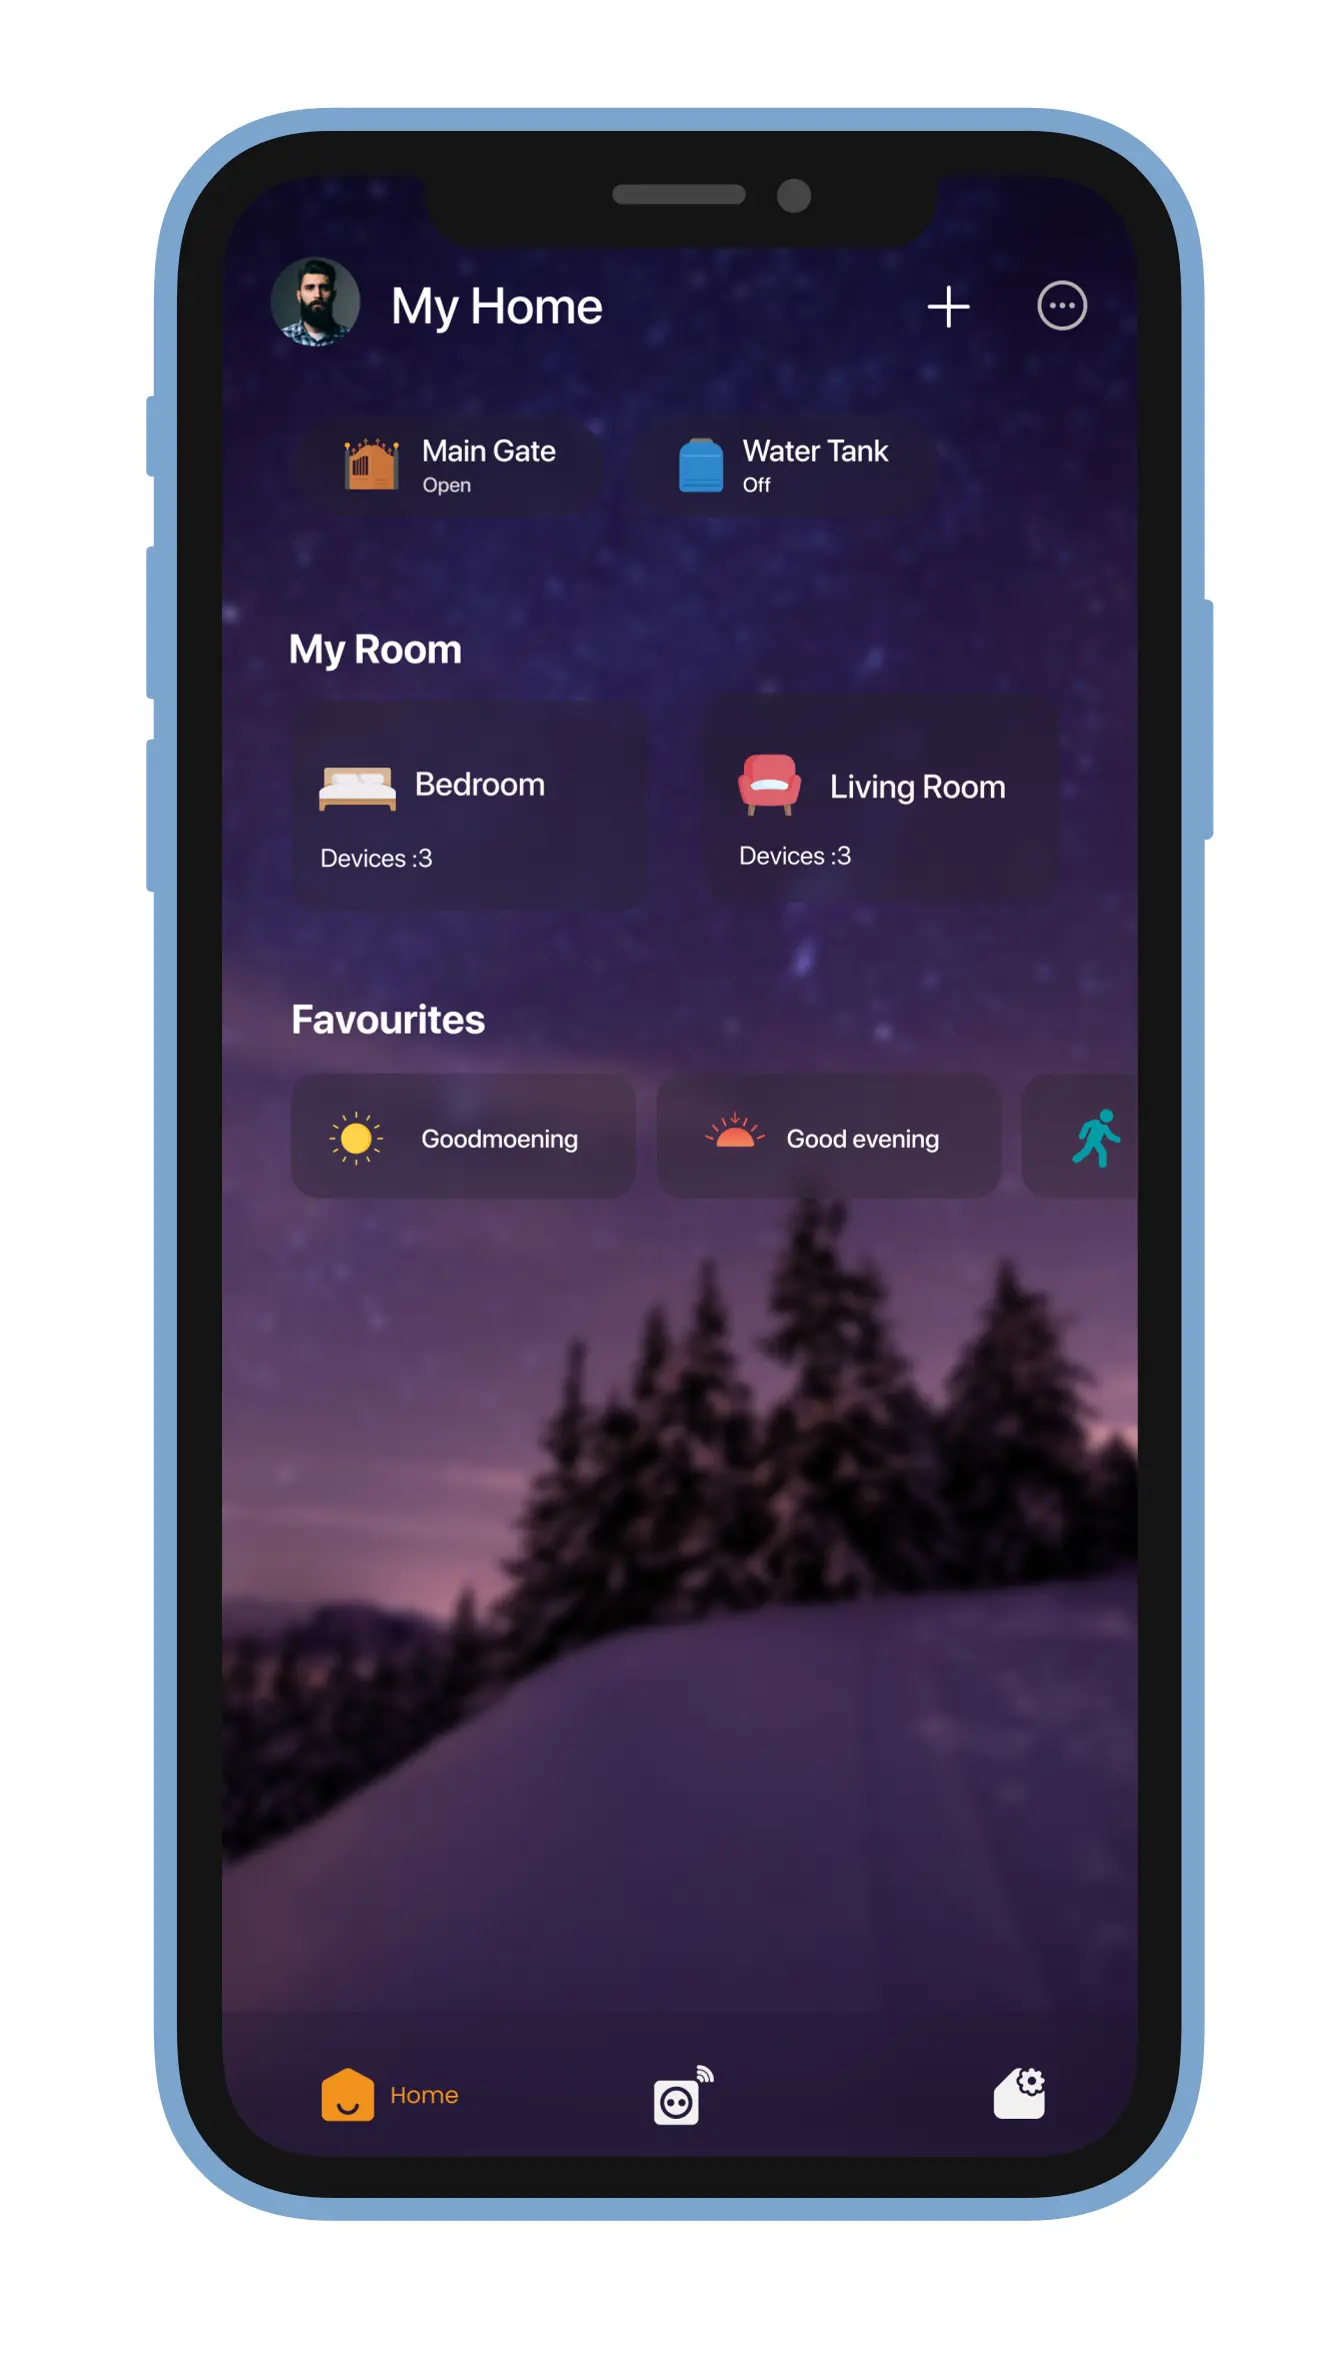 My Home
Main Gate
Open
Water Tank
Off
My Room
Bedroom
Devices :3
Living Room
Devices :3
Favourites
Goodmoening
Good evening
Home